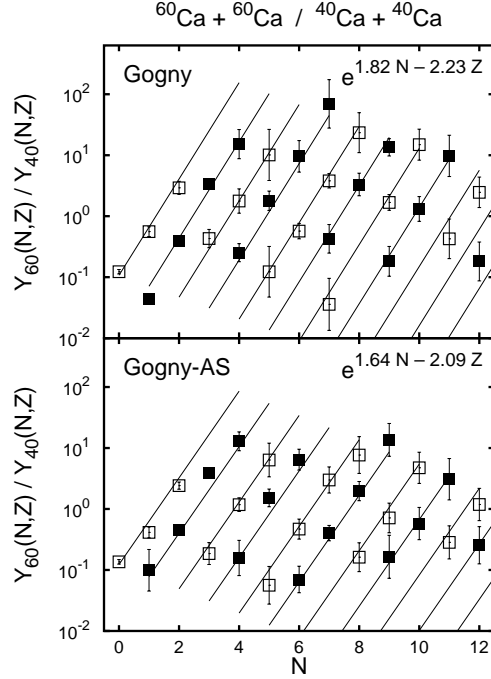 ⁶⁰Ca + ⁶⁰Ca / ⁴⁰Ca + ⁴⁰Ca
Gogny
e^1.82 N – 2.23 Z
Y₆₀(N,Z) / Y₄₀(N,Z)
10²
10¹
10⁰
10⁻¹
10⁻²
Gogny-AS
e^1.64 N – 2.09 Z
Y₆₀(N,Z) / Y₄₀(N,Z)
10²
10¹
10⁰
10⁻¹
10⁻²
0 2 4 6 8 10 12
N